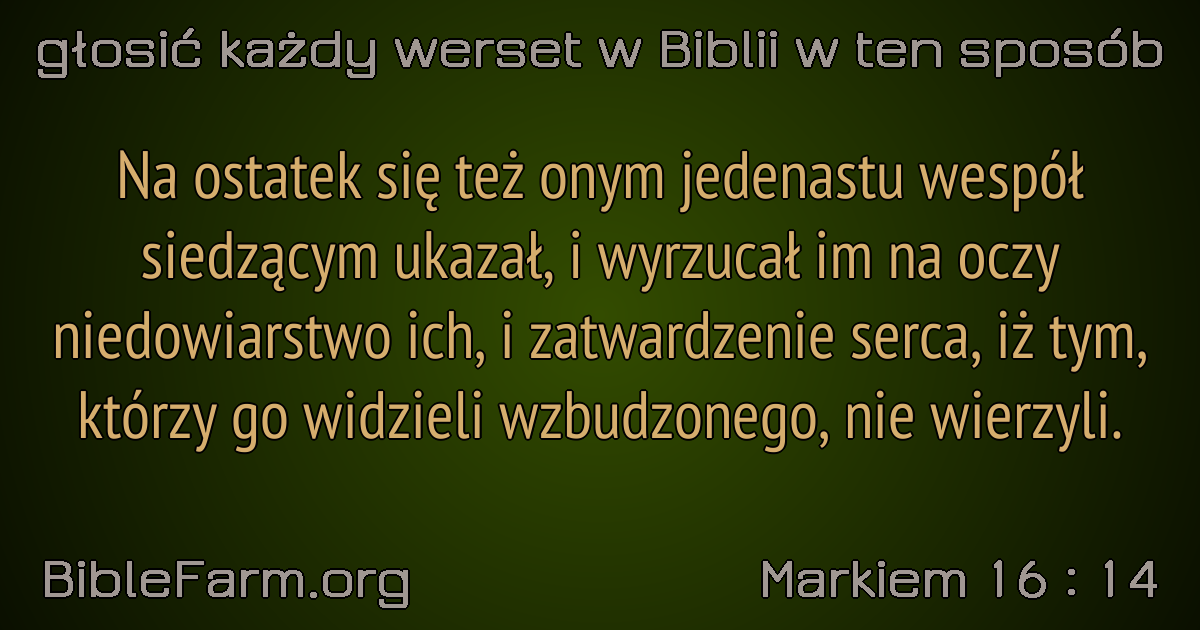 głosić każdy werset w Biblii w ten sposób
Na ostatek się też onym jedenastu wespół
siedzącym ukazał, i wyrzucał im na oczy
niedowiarstwo ich, i zatwardzenie serca, iż tym,
którzy go widzieli wzbudzonego, nie wierzyli.
BibleFarm.org
Markiem 16 : 14